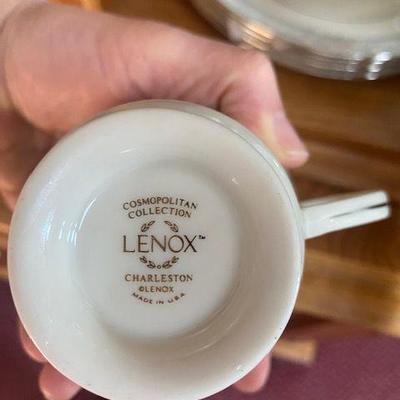 COSMOPOLITAN
COLLECTION
LENOX™
CHARLESTON
©LENOX
MADE IN U.S.A.